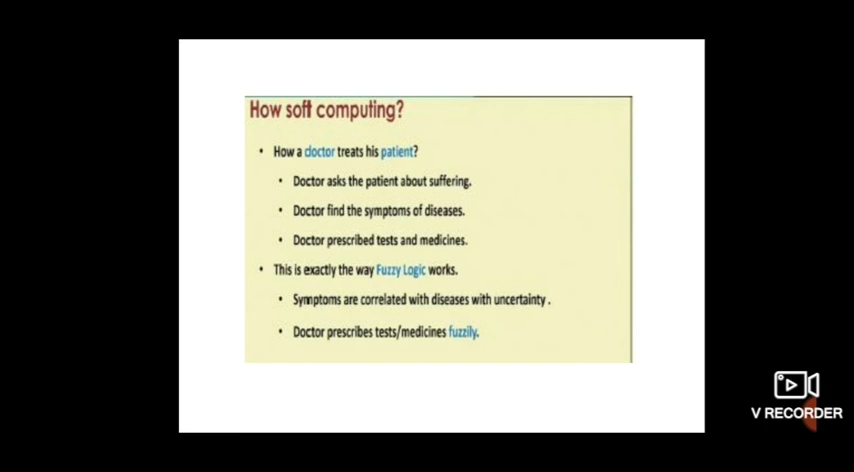 How soft computing?
• How a doctor treats his patient?
• Doctor asks the patient about suffering.
• Doctor find the symptoms of diseases.
• Doctor prescribed tests and medicines.
• This is exactly the way Fuzzy Logic works.
• Symptoms are correlated with diseases with uncertainty .
• Doctor prescribes tests/medicines fuzzily.
V RECORDER